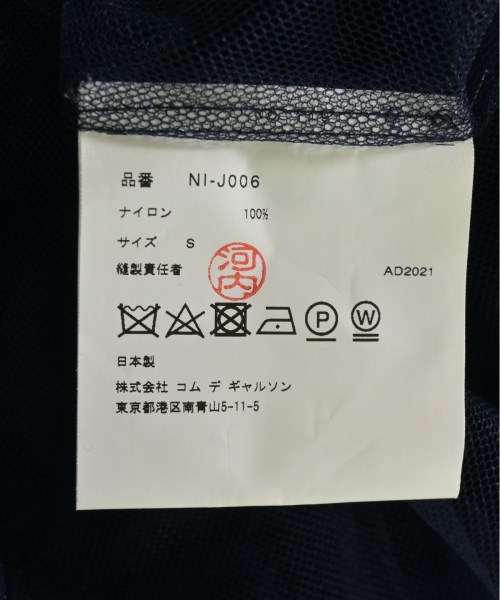 品番 NI-J006
ナイロン 100%
サイズ S
縫製責任者 河内 AD2021
P W
日本製
株式会社 コム デ ギャルソン
東京都港区南青山5-11-5